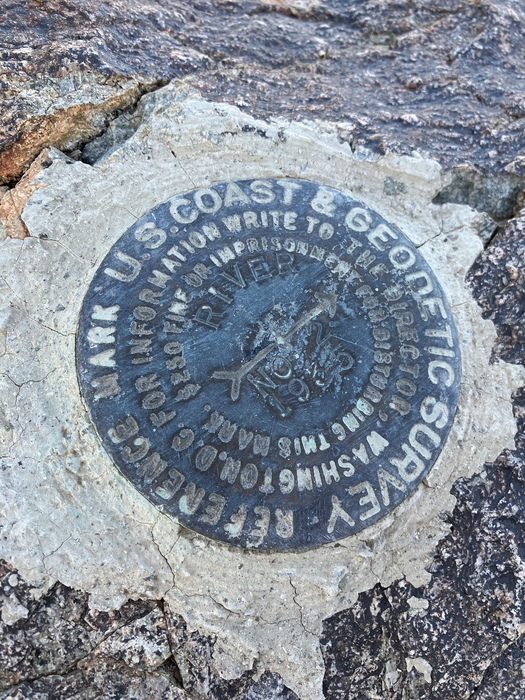 U.S. COAST & GEODETIC SURVEY
REFERENCE MARK
FOR INFORMATION WRITE TO THE DIRECTOR, WASHINGTON, D.C.
$250 FINE OR IMPRISONMENT FOR DISTURBING THIS MARK.
RIVER
NO 2